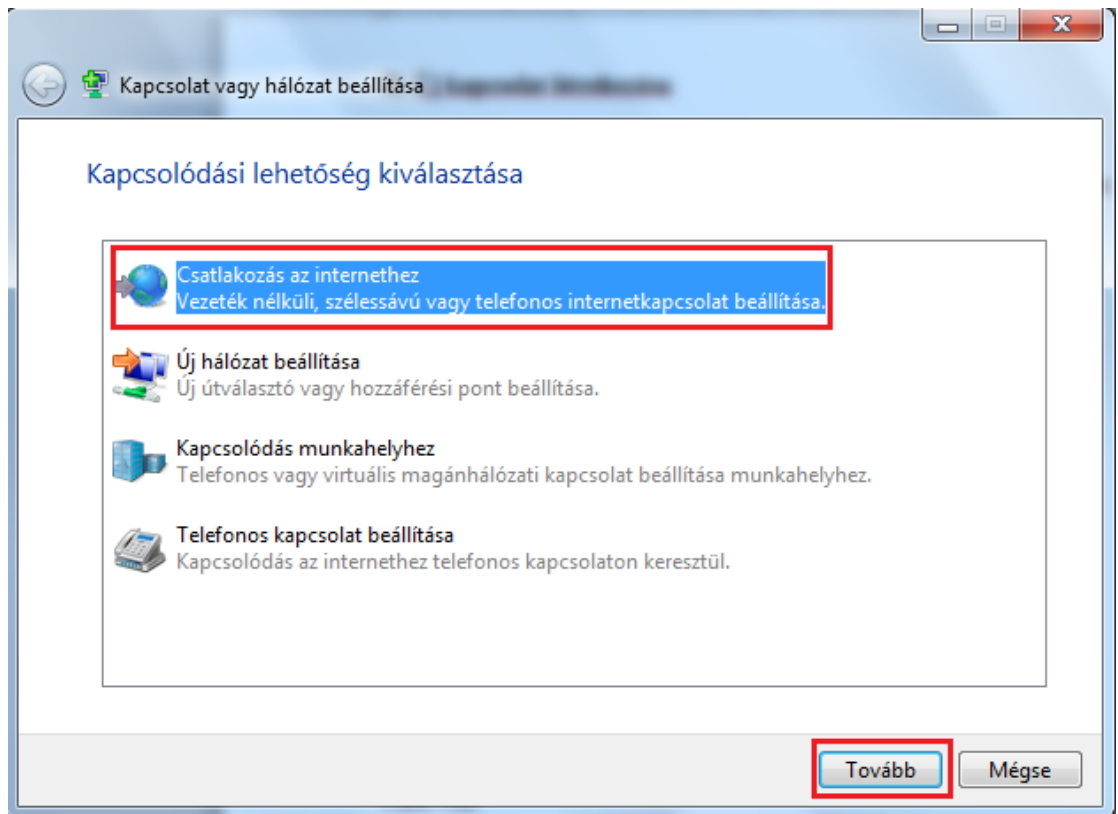 Kapcsolat vagy hálózat beállítása
Kapcsolódási lehetőség kiválasztása
Csatlakozás az internethez
Vezeték nélküli, szélessávú vagy telefonos internetkapcsolat beállítása.
Új hálózat beállítása
Új útválasztó vagy hozzáférési pont beállítása.
Kapcsolódás munkahelyhez
Telefonos vagy virtuális magánhálózati kapcsolat beállítása munkahelyhez.
Telefonos kapcsolat beállítása
Kapcsolódás az internethez telefonos kapcsolaton keresztül.
Tovább
Mégse